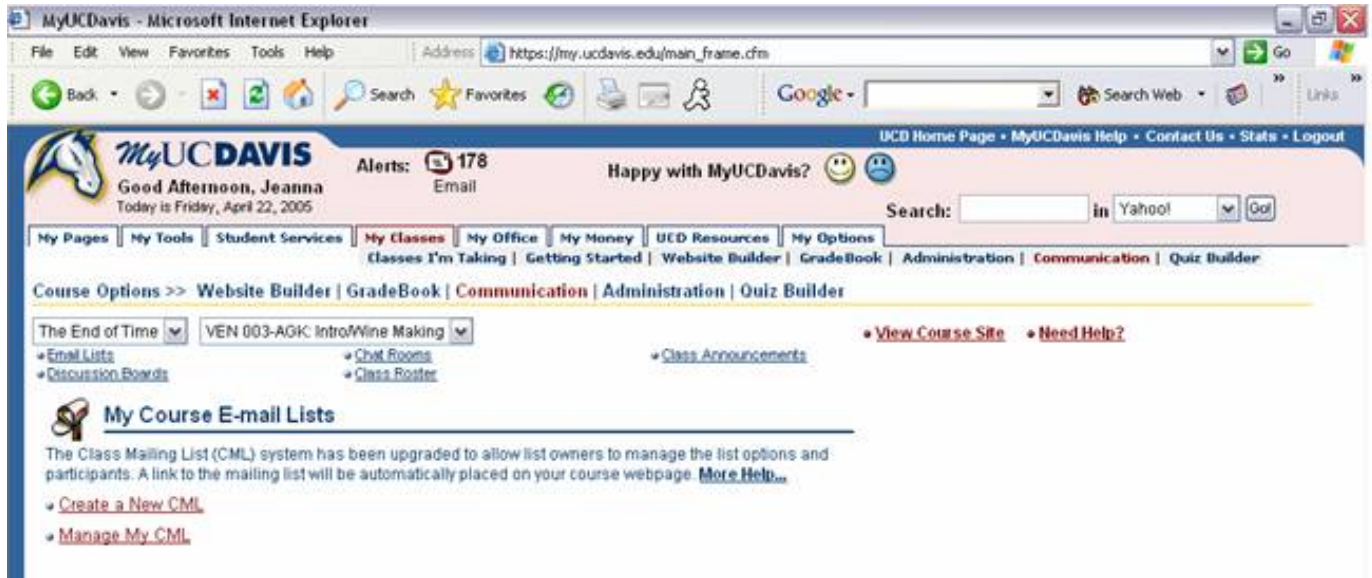 MyUCDavis - Microsoft Internet Explorer
File Edit View Favorites Tools Help Address https://my.ucdavis.edu/main_frame.cfm Go
Back Search Favorites Google Search Web Links
UCD Home Page • MyUCDavis Help • Contact Us • Stats • Logout
MyUCDAVIS Alerts: 178 Happy with MyUCDavis?
Good Afternoon, Jeanna Email
Today is Friday, April 22, 2005 Search: in Yahoo! Go!
My Pages My Tools Student Services My Classes My Office My Money UCD Resources My Options
Classes I'm Taking | Getting Started | Website Builder | GradeBook | Administration | Communication | Quiz Builder
Course Options >> Website Builder | GradeBook | Communication | Administration | Quiz Builder
The End of Time VEN 003-AGK: Intro/Wine Making • View Course Site • Need Help?
Email Lists Chat Rooms Class Announcements
Discussion Boards Class Roster
My Course E-mail Lists
The Class Mailing List (CML) system has been upgraded to allow list owners to manage the list options and
participants. A link to the mailing list will be automatically placed on your course webpage. More Help...
Create a New CML
Manage My CML